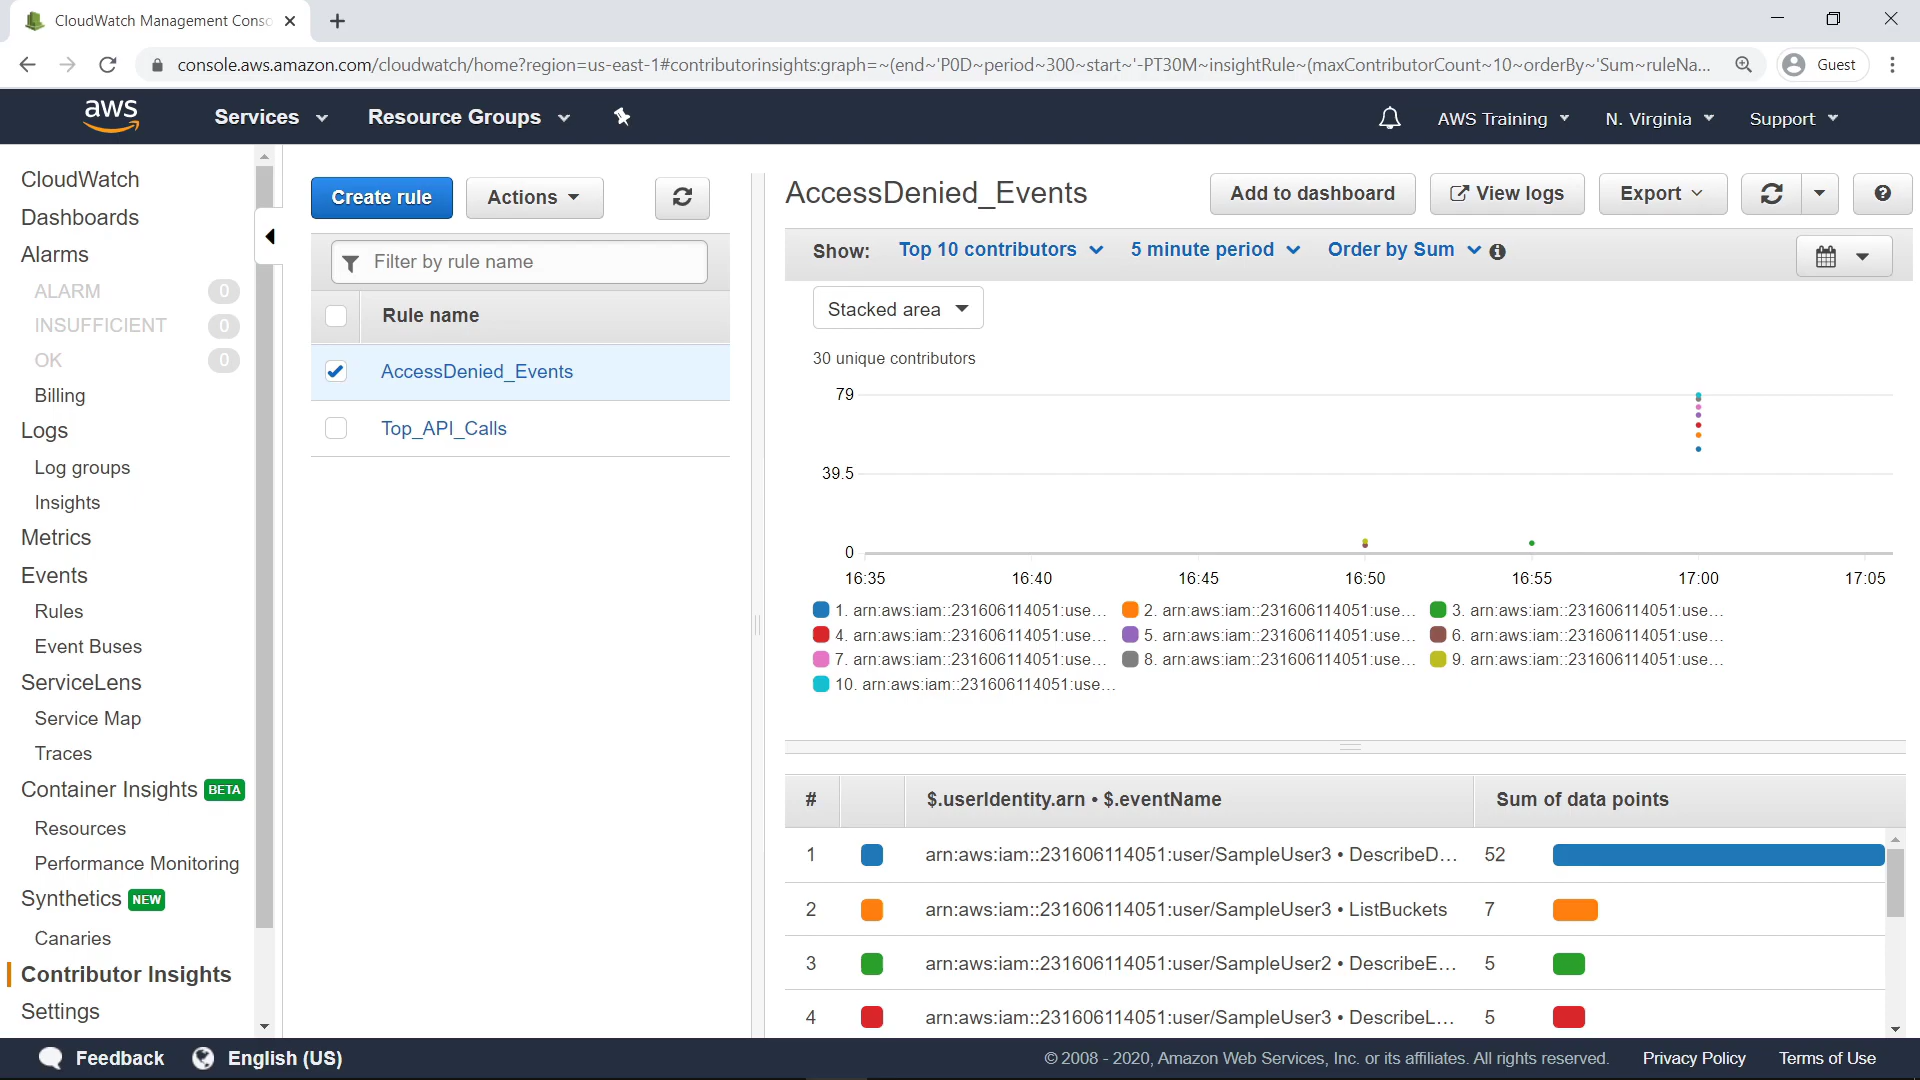 CloudWatch Management Conso
console.aws.amazon.com/cloudwatch/home?region=us-east-1#contributorinsights:graph=~(end~'P0D~period~300~start~'-PT30M~insightRule~(maxContributorCount~10~orderBy~'Sum~ruleNa...
Guest
aws
Services
Resource Groups
AWS Training
N. Virginia
Support
CloudWatch
Dashboards
Alarms
ALARM 0
INSUFFICIENT 0
OK 0
Billing
Logs
Log groups
Insights
Metrics
Events
Rules
Event Buses
ServiceLens
Service Map
Traces
Container Insights BETA
Resources
Performance Monitoring
Synthetics NEW
Canaries
Contributor Insights
Settings
Create rule
Actions
Filter by rule name
Rule name
AccessDenied_Events
Top_API_Calls
AccessDenied_Events
Add to dashboard
View logs
Export
?
Show: Top 10 contributors 5 minute period Order by Sum i
Stacked area
30 unique contributors
79
39.5
0
16:35 16:40 16:45 16:50 16:55 17:00 17:05
1. arn:aws:iam::231606114051:use... 2. arn:aws:iam::231606114051:use... 3. arn:aws:iam::231606114051:use...
4. arn:aws:iam::231606114051:use... 5. arn:aws:iam::231606114051:use... 6. arn:aws:iam::231606114051:use...
7. arn:aws:iam::231606114051:use... 8. arn:aws:iam::231606114051:use... 9. arn:aws:iam::231606114051:use...
10. arn:aws:iam::231606114051:use...
# $.userIdentity.arn • $.eventName Sum of data points
1 arn:aws:iam::231606114051:user/SampleUser3 • DescribeD... 52
2 arn:aws:iam::231606114051:user/SampleUser3 • ListBuckets 7
3 arn:aws:iam::231606114051:user/SampleUser2 • DescribeE... 5
4 arn:aws:iam::231606114051:user/SampleUser3 • DescribeL... 5
Feedback
English (US)
© 2008 - 2020, Amazon Web Services, Inc. or its affiliates. All rights reserved.
Privacy Policy
Terms of Use